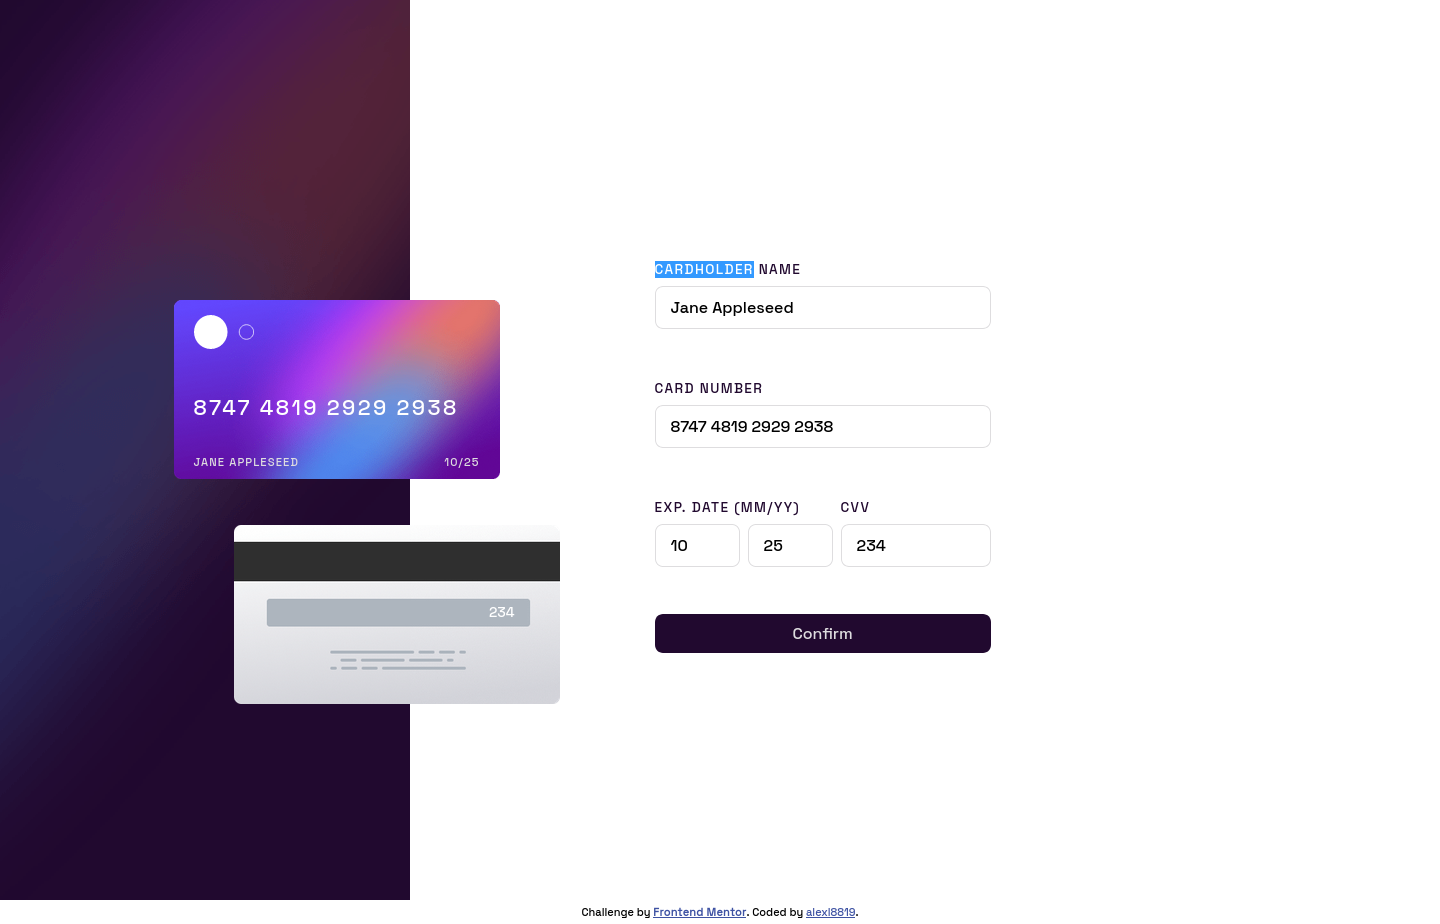 8747 4819 2929 2938
JANE APPLESEED 10/25
234
CARDHOLDER NAME
Jane Appleseed
CARD NUMBER
8747 4819 2929 2938
EXP. DATE (MM/YY) CVV
10 25 234
Confirm
Challenge by Frontend Mentor. Coded by alexl8819.